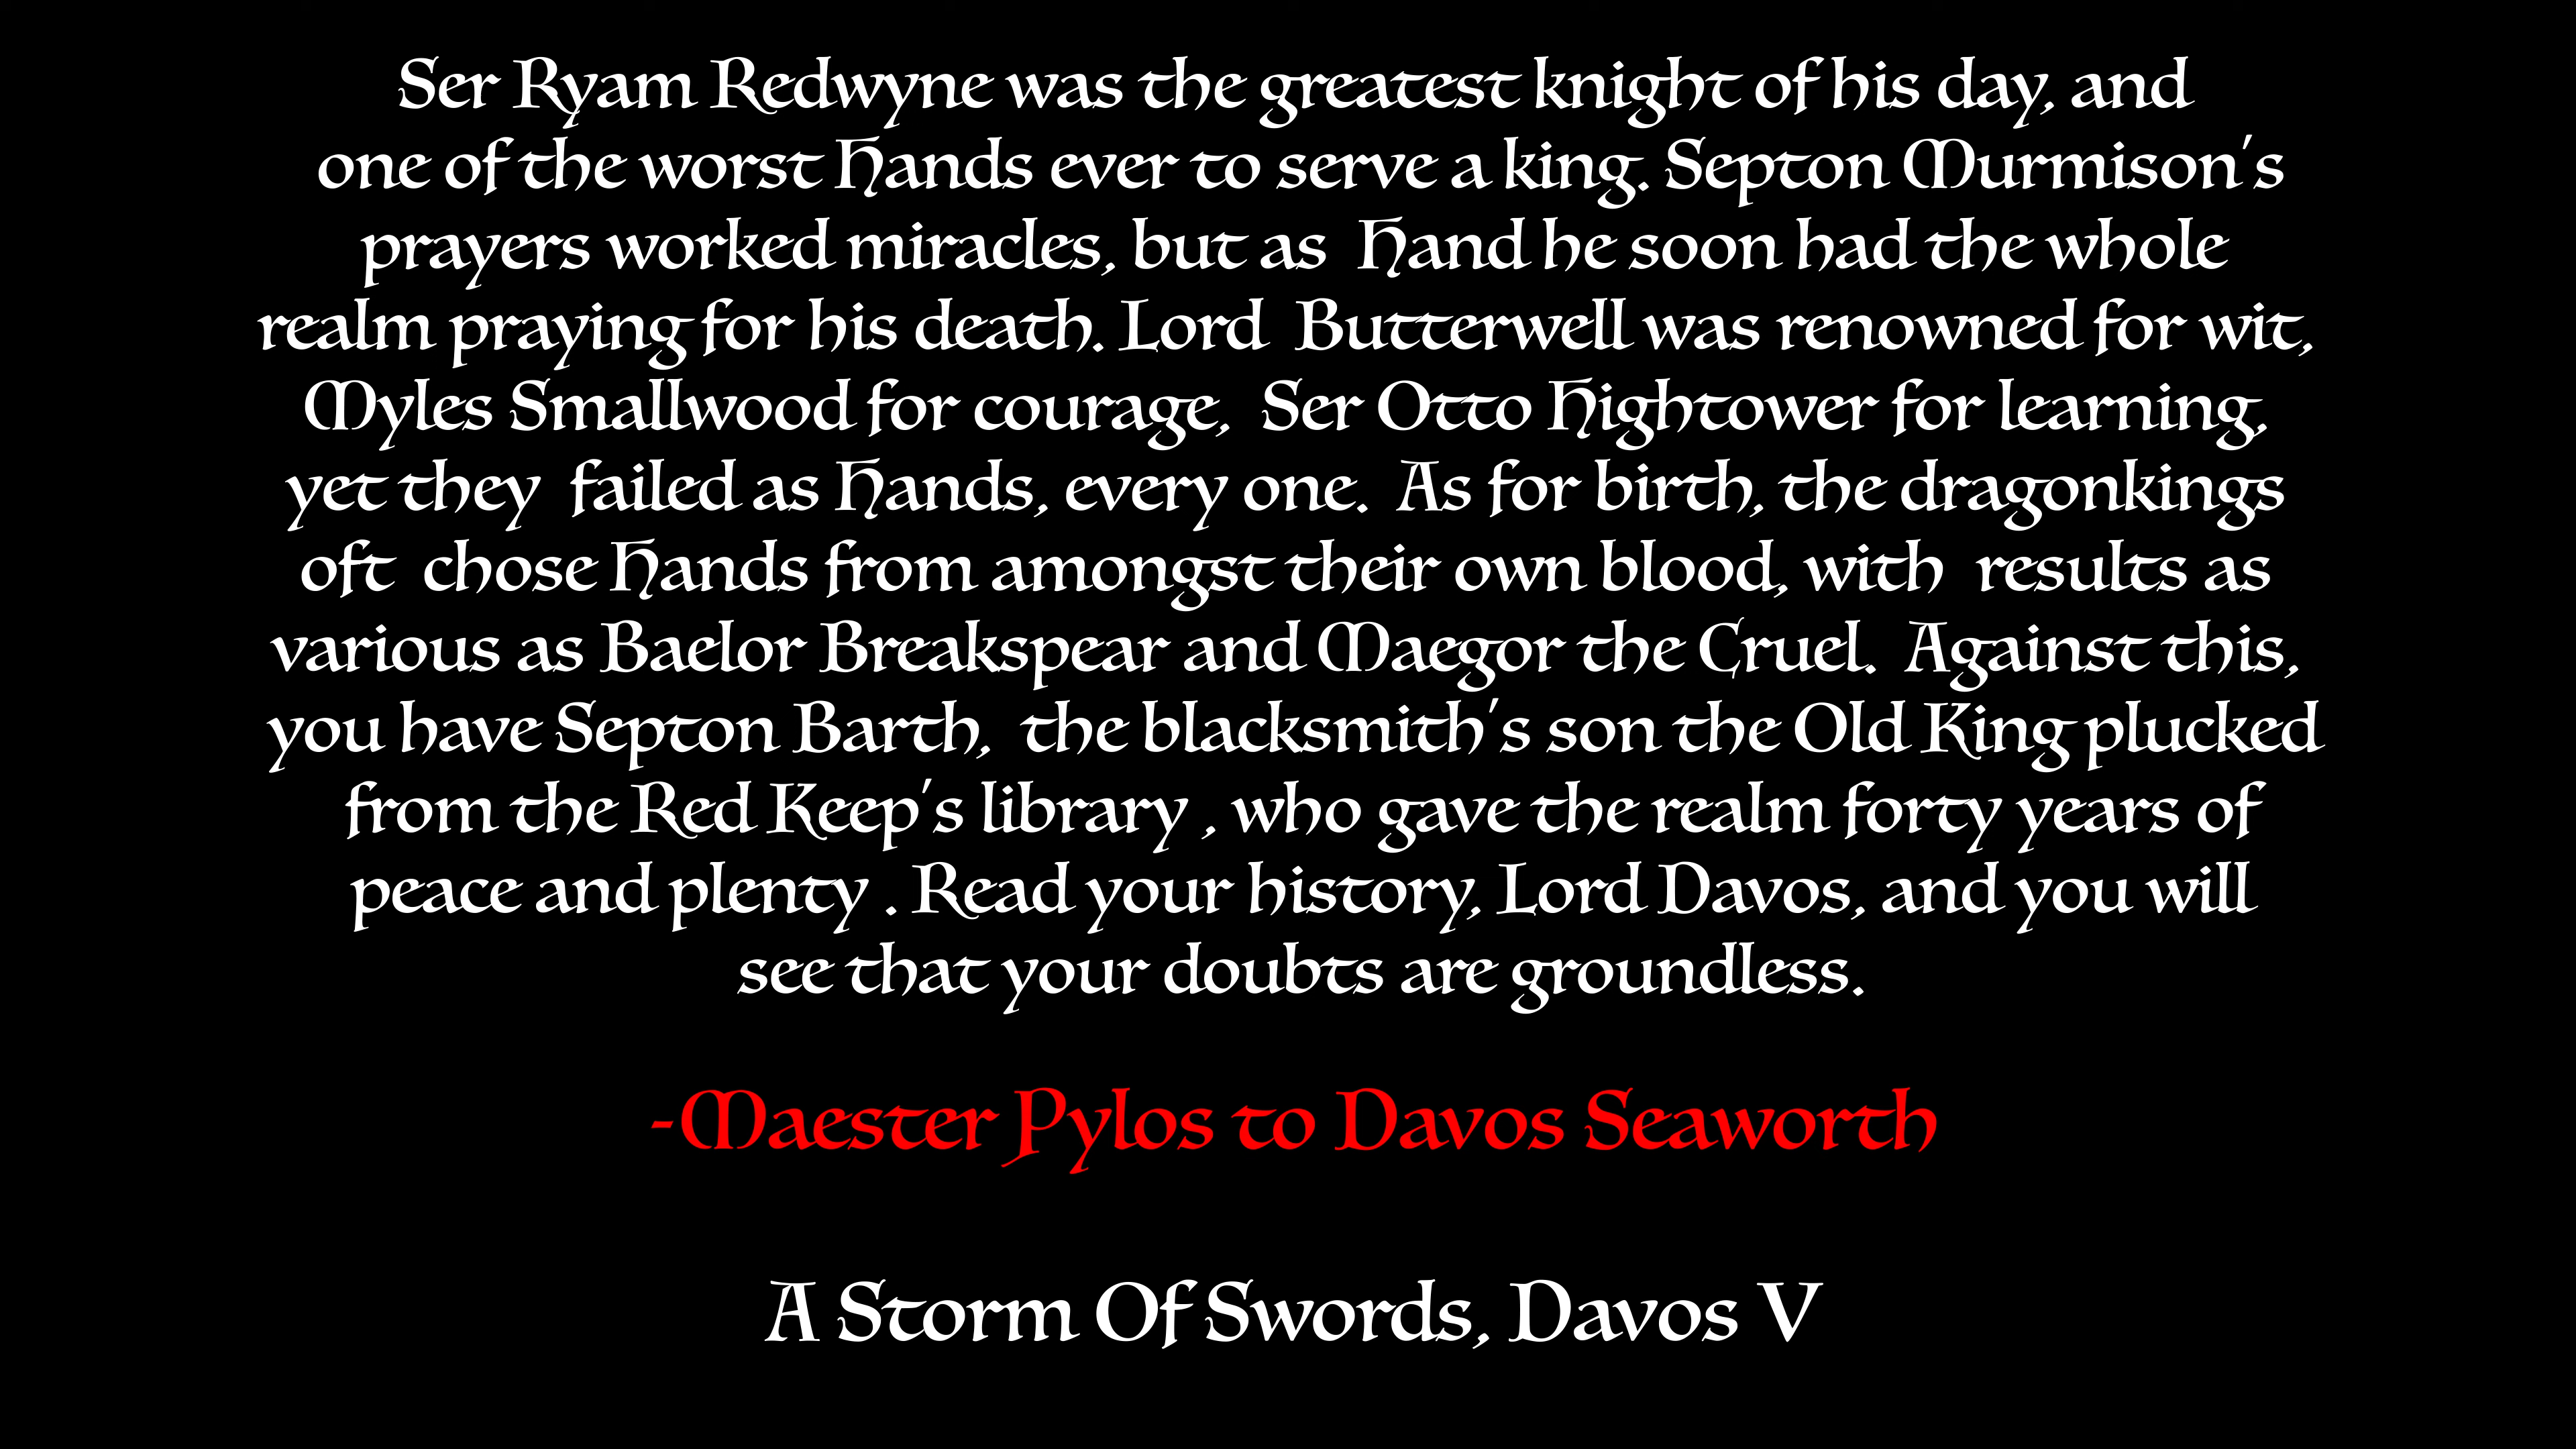 Ser Ryam Redwyne was the greatest knight of his day, and
one of the worst Hands ever to serve a king. Septon Murmison's
prayers worked miracles, but as Hand he soon had the whole
realm praying for his death. Lord Butterwell was renowned for wit,
Myles Smallwood for courage, Ser Otto Hightower for learning,
yet they failed as Hands, every one. As for birth, the dragonkings
oft chose Hands from amongst their own blood, with results as
various as Baelor Breakspear and Maegor the Cruel. Against this,
you have Septon Barth, the blacksmith's son the Old King plucked
from the Red Keep's library , who gave the realm forty years of
peace and plenty . Read your history, Lord Davos, and you will
see that your doubts are groundless.
-Maester Pylos to Davos Seaworth
A Storm Of Swords, Davos V